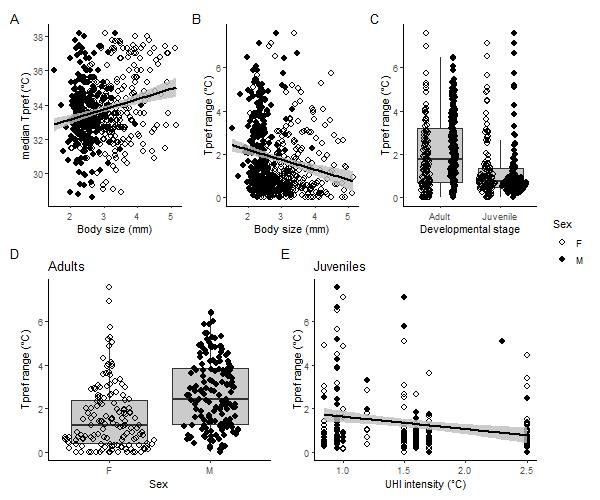 A
median Tpref (°C)
38
36
34
32
30
2
3
4
5
Body size (mm)
B
Tpref range (°C)
6
4
2
0
2
3
4
5
Body size (mm)
C
Tpref range (°C)
6
4
2
0
Adult
Juvenile
Developmental stage
Sex
F
M
D
Adults
Tpref range (°C)
6
4
2
0
F
M
Sex
E
Juveniles
Tpref range (°C)
6
4
2
0
1.0
1.5
2.0
2.5
UHI intensity (°C)